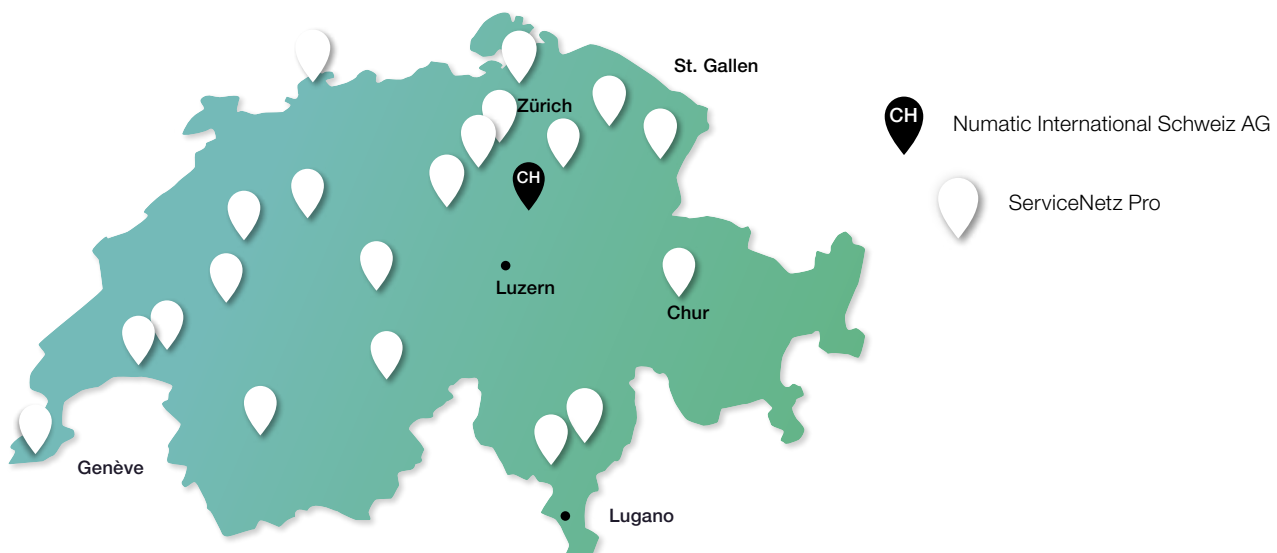 St. Gallen
Zürich
CH
Luzern
Chur
Genève
Lugano
CH
Numatic International Schweiz AG
ServiceNetz Pro